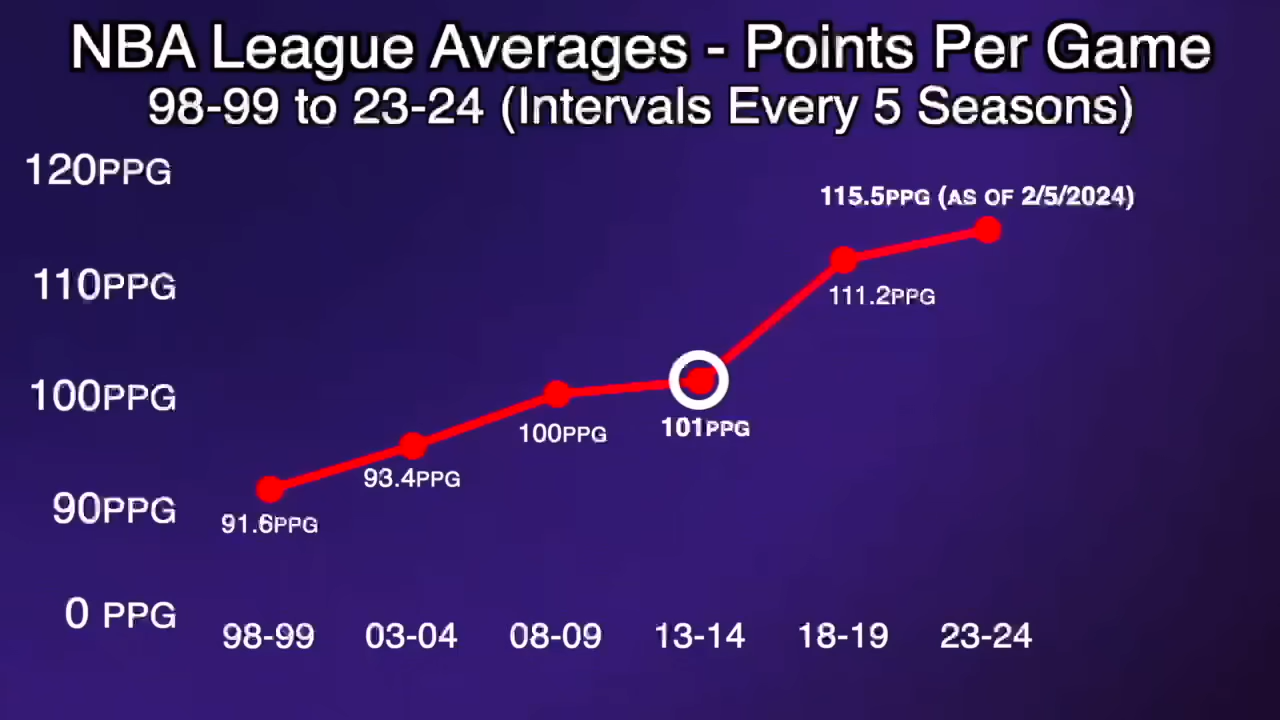 NBA League Averages - Points Per Game
98-99 to 23-24 (Intervals Every 5 Seasons)
120PPG
115.5PPG (AS OF 2/5/2024)
110PPG
111.2PPG
100PPG
101PPG
100PPG
93.4PPG
90PPG
91.6PPG
0 PPG
98-99 03-04 08-09 13-14 18-19 23-24